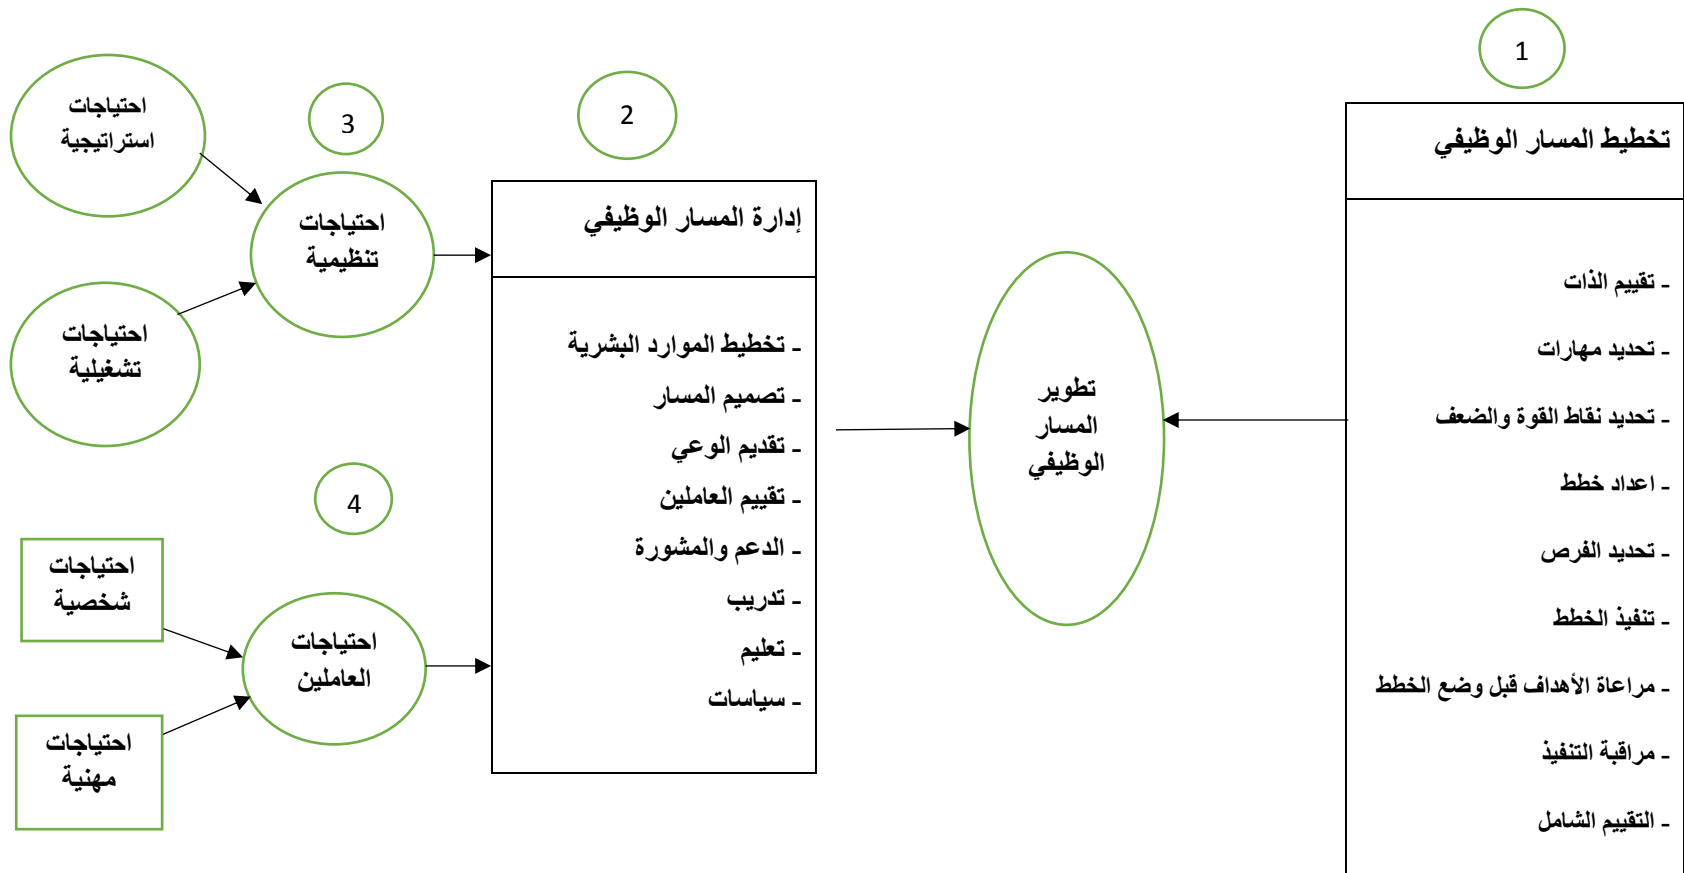 1
تخطيط المسار الوظيفي
- تقييم الذات
- تحديد مهارات
- تحديد نقاط القوة والضعف
- اعداد خطط
- تحديد الفرص
- تنفيذ الخطط
- مراعاة الأهداف قبل وضع الخطط
- مراقبة التنفيذ
- التقييم الشامل
تطوير
المسار
الوظيفي
2
إدارة المسار الوظيفي
- تخطيط الموارد البشرية
- تصميم المسار
- تقديم الوعي
- تقييم العاملين
- الدعم والمشورة
- تدريب
- تعليم
- سياسات
3
احتياجات
تنظيمية
احتياجات
استراتيجية
احتياجات
تشغيلية
4
احتياجات
العاملين
احتياجات
شخصية
احتياجات
مهنية